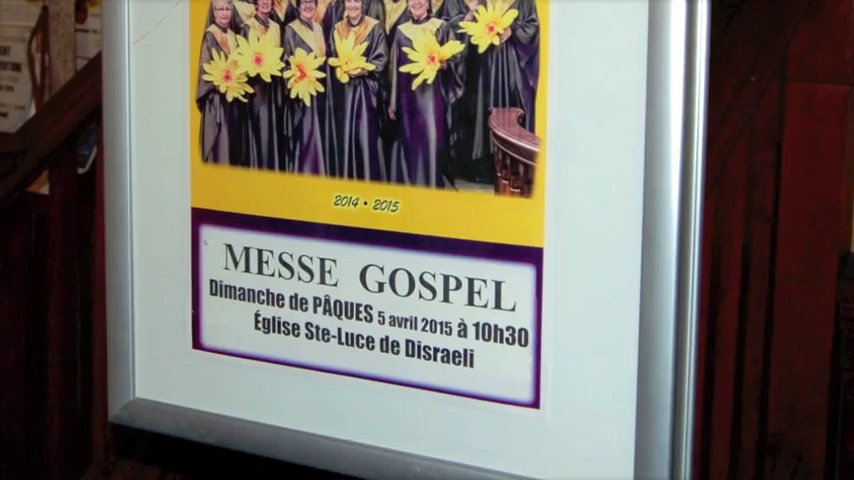 2014 • 2015
MESSE GOSPEL
Dimanche de PÂQUES 5 avril 2015 à 10h30
Église Ste-Luce de Disraeli